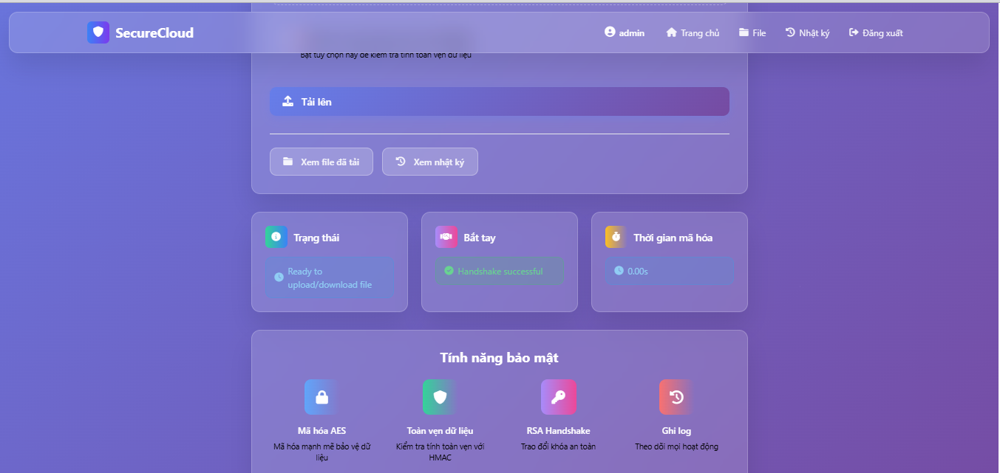 SecureCloud
admin
Trang chủ
File
Nhật ký
Đăng xuất
Bật tùy chọn này để kiểm tra tính toàn vẹn dữ liệu
Tải lên
Xem file đã tải
Xem nhật ký
Trạng thái
Bắt tay
Thời gian mã hóa
Ready to
upload/download file
Handshake successful
0.00s
Tính năng bảo mật
Mã hóa AES
Toàn vẹn dữ liệu
RSA Handshake
Ghi log
Mã hóa mạnh mẽ bảo vệ dữ
liệu
Kiểm tra tính toàn vẹn với
HMAC
Trao đổi khóa an toàn
Theo dõi mọi hoạt động